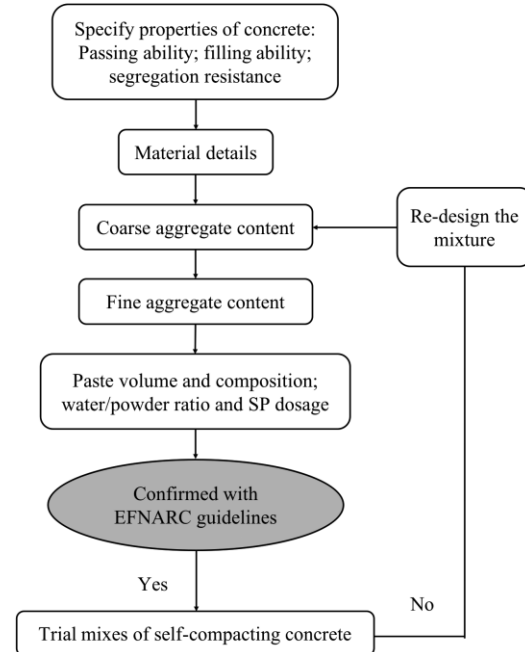 Specify properties of concrete:
Passing ability; filling ability;
segregation resistance
Material details
Coarse aggregate content
Re-design the
mixture
Fine aggregate content
Paste volume and composition;
water/powder ratio and SP dosage
Confirmed with
EFNARC guidelines
Yes
No
Trial mixes of self-compacting concrete